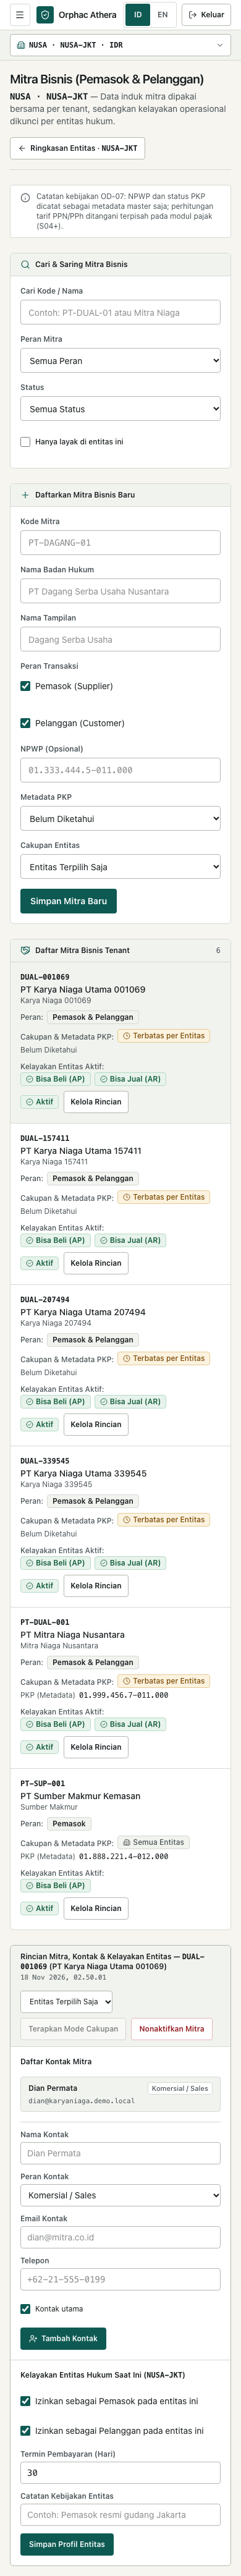 Orphac Athera
ID
EN
Keluar
NUSA · NUSA-JKT · IDR
Mitra Bisnis (Pemasok & Pelanggan)
NUSA · NUSA-JKT — Data induk mitra dipakai
bersama per tenant, sedangkan kelayakan operasional
dikunci per entitas hukum.
Ringkasan Entitas · NUSA-JKT
Catatan kebijakan OD-07: NPWP dan status PKP
dicatat sebagai metadata master saja; perhitungan
tarif PPN/PPh ditangani terpisah pada modul pajak
(S04+).
Cari & Saring Mitra Bisnis
Cari Kode / Nama
Contoh: PT-DUAL-01 atau Mitra Niaga
Peran Mitra
Semua Peran
Status
Semua Status
Hanya layak di entitas ini
Daftarkan Mitra Bisnis Baru
Kode Mitra
PT-DAGANG-01
Nama Badan Hukum
PT Dagang Serba Usaha Nusantara
Nama Tampilan
Dagang Serba Usaha
Peran Transaksi
Pemasok (Supplier)
Pelanggan (Customer)
NPWP (Opsional)
01.333.444.5-011.000
Metadata PKP
Belum Diketahui
Cakupan Entitas
Entitas Terpilih Saja
Simpan Mitra Baru
Daftar Mitra Bisnis Tenant
6
DUAL-001069
PT Karya Niaga Utama 001069
Karya Niaga 001069
Peran: Pemasok & Pelanggan
Cakupan & Metadata PKP: Terbatas per Entitas
Belum Diketahui
Kelayakan Entitas Aktif:
Bisa Beli (AP) Bisa Jual (AR)
Aktif Kelola Rincian
DUAL-157411
PT Karya Niaga Utama 157411
Karya Niaga 157411
Peran: Pemasok & Pelanggan
Cakupan & Metadata PKP: Terbatas per Entitas
Belum Diketahui
Kelayakan Entitas Aktif:
Bisa Beli (AP) Bisa Jual (AR)
Aktif Kelola Rincian
DUAL-207494
PT Karya Niaga Utama 207494
Karya Niaga 207494
Peran: Pemasok & Pelanggan
Cakupan & Metadata PKP: Terbatas per Entitas
Belum Diketahui
Kelayakan Entitas Aktif:
Bisa Beli (AP) Bisa Jual (AR)
Aktif Kelola Rincian
DUAL-339545
PT Karya Niaga Utama 339545
Karya Niaga 339545
Peran: Pemasok & Pelanggan
Cakupan & Metadata PKP: Terbatas per Entitas
Belum Diketahui
Kelayakan Entitas Aktif:
Bisa Beli (AP) Bisa Jual (AR)
Aktif Kelola Rincian
PT-DUAL-001
PT Mitra Niaga Nusantara
Mitra Niaga Nusantara
Peran: Pemasok & Pelanggan
Cakupan & Metadata PKP: Terbatas per Entitas
PKP (Metadata) 01.999.456.7-011.000
Kelayakan Entitas Aktif:
Bisa Beli (AP) Bisa Jual (AR)
Aktif Kelola Rincian
PT-SUP-001
PT Sumber Makmur Kemasan
Sumber Makmur
Peran: Pemasok
Cakupan & Metadata PKP: Semua Entitas
PKP (Metadata) 01.888.221.4-012.000
Kelayakan Entitas Aktif:
Bisa Beli (AP)
Aktif Kelola Rincian
Rincian Mitra, Kontak & Kelayakan Entitas — DUAL-
001069 (PT Karya Niaga Utama 001069)
18 Nov 2026, 02.50.01
Entitas Terpilih Saja
Terapkan Mode Cakupan Nonaktifkan Mitra
Daftar Kontak Mitra
Dian Permata Komersial / Sales
dian@karyaniaga.demo.local
Nama Kontak
Dian Permata
Peran Kontak
Komersial / Sales
Email Kontak
dian@mitra.co.id
Telepon
+62-21-555-0199
Kontak utama
Tambah Kontak
Kelayakan Entitas Hukum Saat Ini (NUSA-JKT)
Izinkan sebagai Pemasok pada entitas ini
Izinkan sebagai Pelanggan pada entitas ini
Termin Pembayaran (Hari)
30
Catatan Kebijakan Entitas
Contoh: Pemasok resmi gudang Jakarta
Simpan Profil Entitas